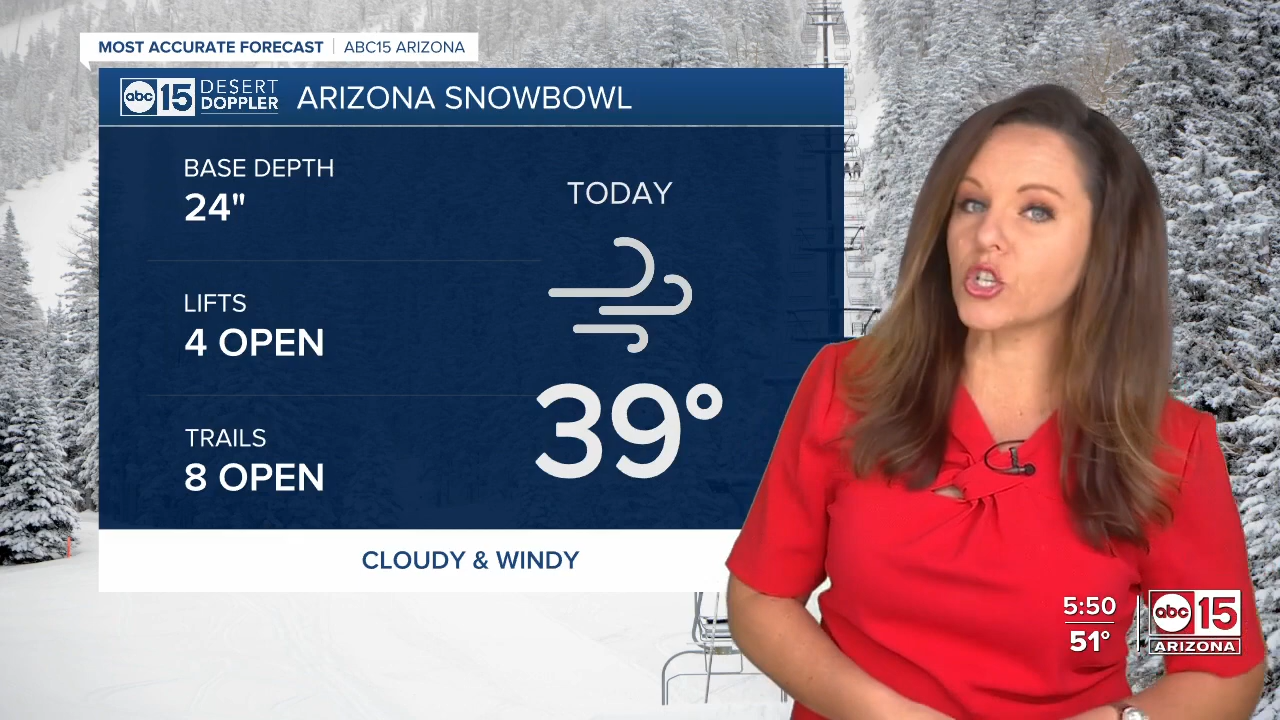 MOST ACCURATE FORECAST | ABC15 ARIZONA
abc 15 DESERT DOPPLER ARIZONA SNOWBOWL
BASE DEPTH
24"
TODAY
LIFTS
4 OPEN
39°
TRAILS
8 OPEN
CLOUDY & WINDY
5:50
51°
abc 15
ARIZONA